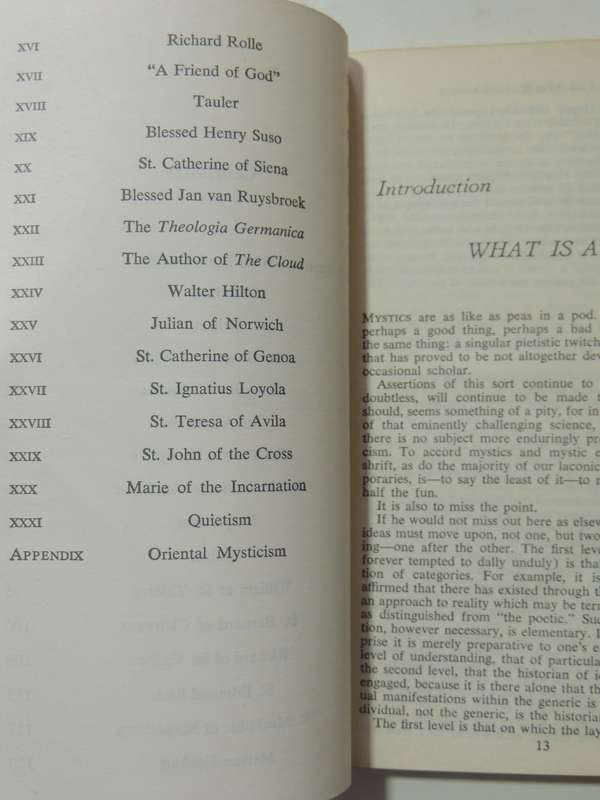 XVI Richard Rolle
XVII "A Friend of God"
XVIII Tauler
XIX Blessed Henry Suso
XX St. Catherine of Siena
XXI Blessed Jan van Ruysbroek
XXII The Theologia Germanica
XXIII The Author of The Cloud
XXIV Walter Hilton
XXV Julian of Norwich
XXVI St. Catherine of Genoa
XXVII St. Ignatius Loyola
XXVIII St. Teresa of Avila
XXIX St. John of the Cross
XXX Marie of the Incarnation
XXXI Quietism
APPENDIX Oriental Mysticism
Introduction
WHAT IS A
MYSTICS are as like as peas in a pod.
perhaps a good thing, perhaps a bad
the same thing: a singular pietistic twitch
that has proved to be not altogether dev
occasional scholar.
Assertions of this sort continue to
doubtless, will continue to be made
should, seems something of a pity, for in
of that eminently challenging science,
there is no subject more enduringly pro
cism. To accord mystics and mystic e
shrift, as do the majority of our laconic
poraries, is—to say the least of it—to
half the fun.
It is also to miss the point.
If he would not miss out here as elsew
ideas must move upon, not one, but two
ing—one after the other. The first level
forever tempted to dally unduly) is tha
tion of categories. For example, it is
affirmed that there has existed through th
an approach to reality which may be term
as distinguished from "the poetic." Suc
tion, however necessary, is elementary. I
prise it is merely preparative to one's e
level of understanding, that of particula
the second level, that the historian of id
engaged, because it is there alone that th
ual manifestations within the generic is
dividual, not the generic, is the historia
The first level is that on which the lay
13